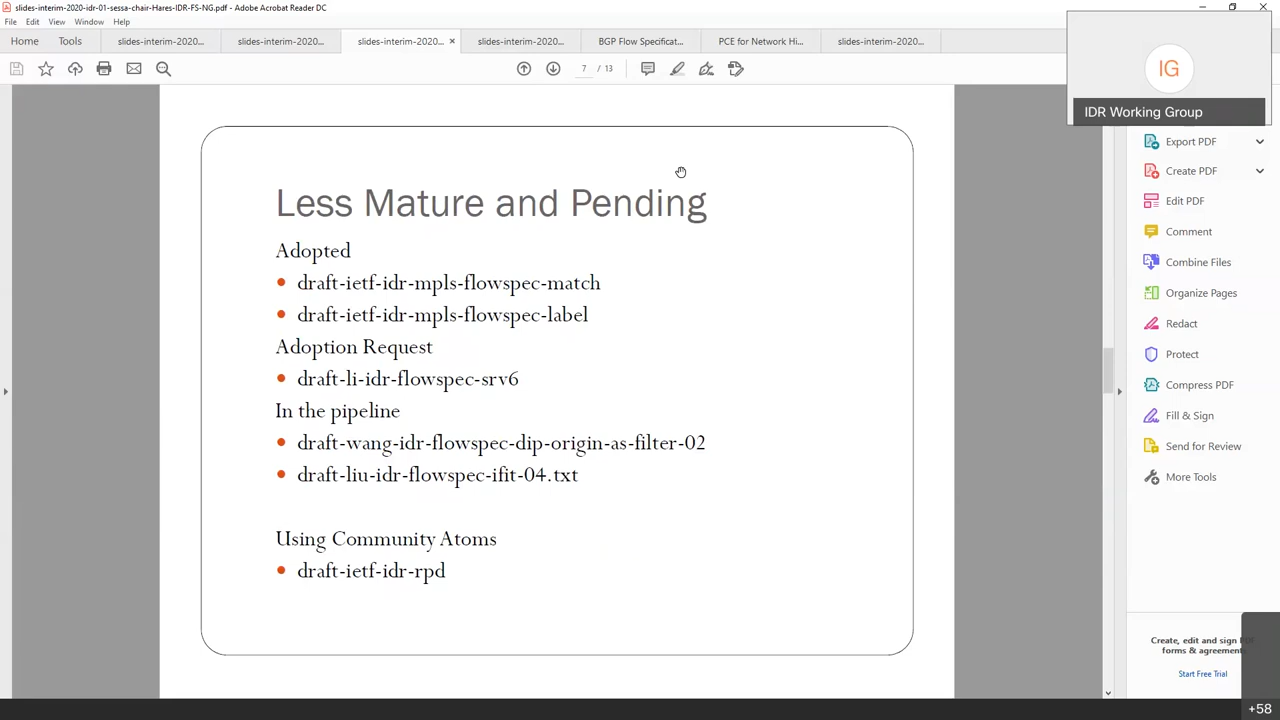 slides-interim-2020-idr-01-sessa-chair-Hares-IDR-FS-NG.pdf - Adobe Acrobat Reader DC
File Edit View Window Help
Home Tools slides-interim-2020... slides-interim-2020... slides-interim-2020... slides-interim-2020... BGP Flow Specificat... PCE for Network Hi... slides-interim-2020...
7 / 13
IG
IDR Working Group
Less Mature and Pending
Adopted
• draft-ietf-idr-mpls-flowspec-match
• draft-ietf-idr-mpls-flowspec-label
Adoption Request
• draft-li-idr-flowspec-srv6
In the pipeline
• draft-wang-idr-flowspec-dip-origin-as-filter-02
• draft-liu-idr-flowspec-ifit-04.txt
Using Community Atoms
• draft-ietf-idr-rpd
Export PDF
Create PDF
Edit PDF
Comment
Combine Files
Organize Pages
Redact
Protect
Compress PDF
Fill & Sign
Send for Review
More Tools
Create, edit and sign
forms & agreements
Start Free Trial
+58